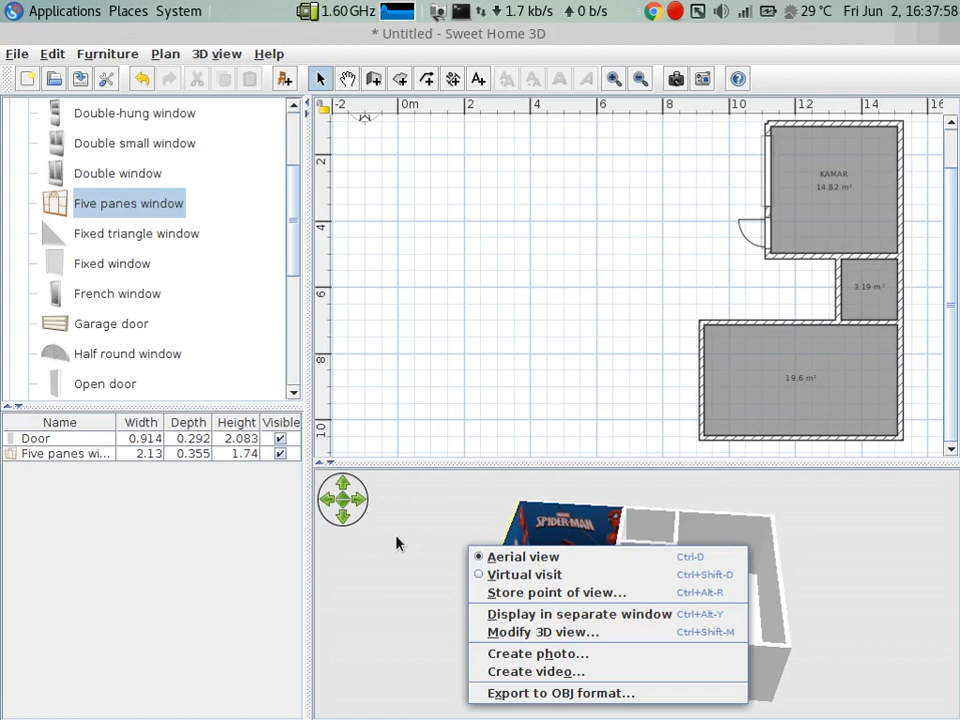 Applications Places System 1.60 GHz 1.7 kb/s 0 b/s 29 °C Fri Jun 2, 16:37:58
* Untitled - Sweet Home 3D
File Edit Furniture Plan 3D view Help
-2 0m 2 4 6 8 10 12 14 16
Double-hung window
Double small window
Double window
Five panes window
Fixed triangle window
Fixed window
French window
Garage door
Half round window
Open door
2
4
6
8
10
KAMAR
14.82 m²
3.19 m²
19.6 m²
Name Width Depth Height Visible
Door 0.914 0.292 2.083
Five panes wi... 2.13 0.355 1.74
MARVEL
SPIDER-MAN
Aerial view Ctrl-D
Virtual visit Ctrl+Shift-D
Store point of view... Ctrl+Alt-R
Display in separate window Ctrl+Alt-Y
Modify 3D view... Ctrl+Shift-M
Create photo...
Create video...
Export to OBJ format...